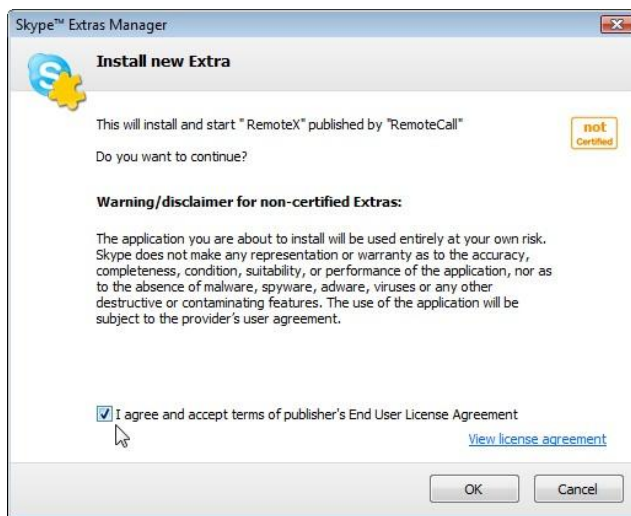 Skype™ Extras Manager
Install new Extra
This will install and start " RemoteX" published by "RemoteCall"
not
Certified
Do you want to continue?
Warning/disclaimer for non-certified Extras:
The application you are about to install will be used entirely at your own risk.
Skype does not make any representation or warranty as to the accuracy,
completeness, condition, suitability, or performance of the application, nor as
to the absence of malware, spyware, adware, viruses or any other
destructive or contaminating features. The use of the application will be
subject to the provider's user agreement.
I agree and accept terms of publisher's End User License Agreement
View license agreement
OK
Cancel